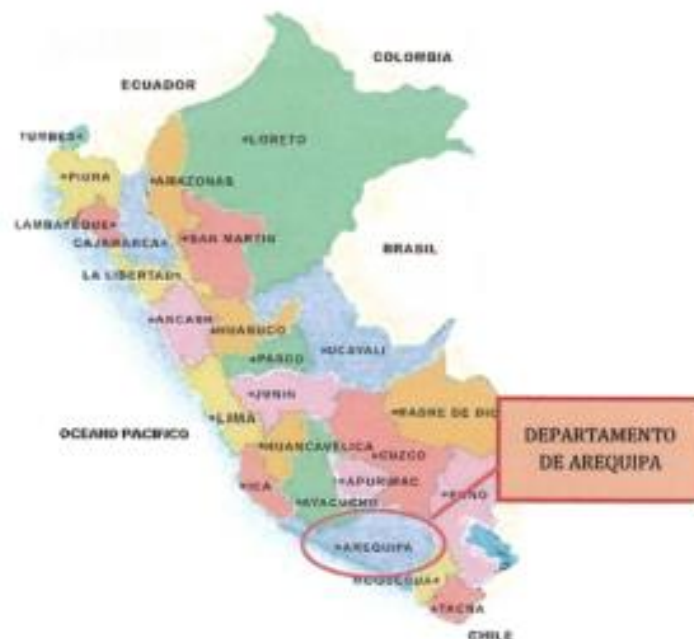 COLOMBIA
ECUADOR
TUMBES
LORETO
PIURA
AMAZONAS
LAMBAYEQUE
CAJAMARCA
SAN MARTIN
BRASIL
LA LIBERTAD
ANCASH
HUANUCO
UCAYALI
PASCO
JUNIN
MADRE DE DIO
LIMA
OCEANO PACIFICO
HUANCAVELICA
CUZCO
DEPARTAMENTO
DE AREQUIPA
ICA
APURIMAC
PUNO
AYACUCHO
AREQUIPA
MOQUEGUA
TACNA
CHILE